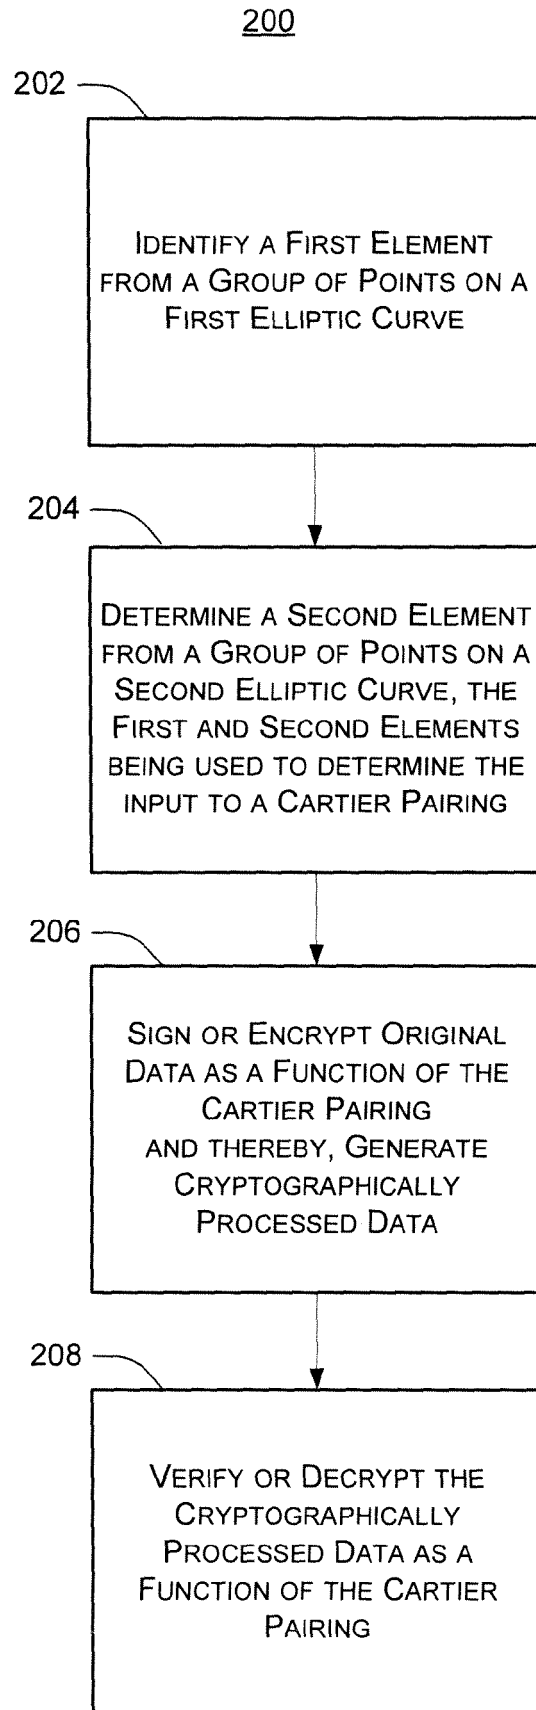 200
202
IDENTIFY A FIRST ELEMENT
FROM A GROUP OF POINTS ON A
FIRST ELLIPTIC CURVE
204
DETERMINE A SECOND ELEMENT
FROM A GROUP OF POINTS ON A
SECOND ELLIPTIC CURVE, THE
FIRST AND SECOND ELEMENTS
BEING USED TO DETERMINE THE
INPUT TO A CARTIER PAIRING
206
SIGN OR ENCRYPT ORIGINAL
DATA AS A FUNCTION OF THE
CARTIER PAIRING
AND THEREBY, GENERATE
CRYPTOGRAPHICALLY
PROCESSED DATA
208
VERIFY OR DECRYPT THE
CRYPTOGRAPHICALLY
PROCESSED DATA AS A
FUNCTION OF THE CARTIER
PAIRING